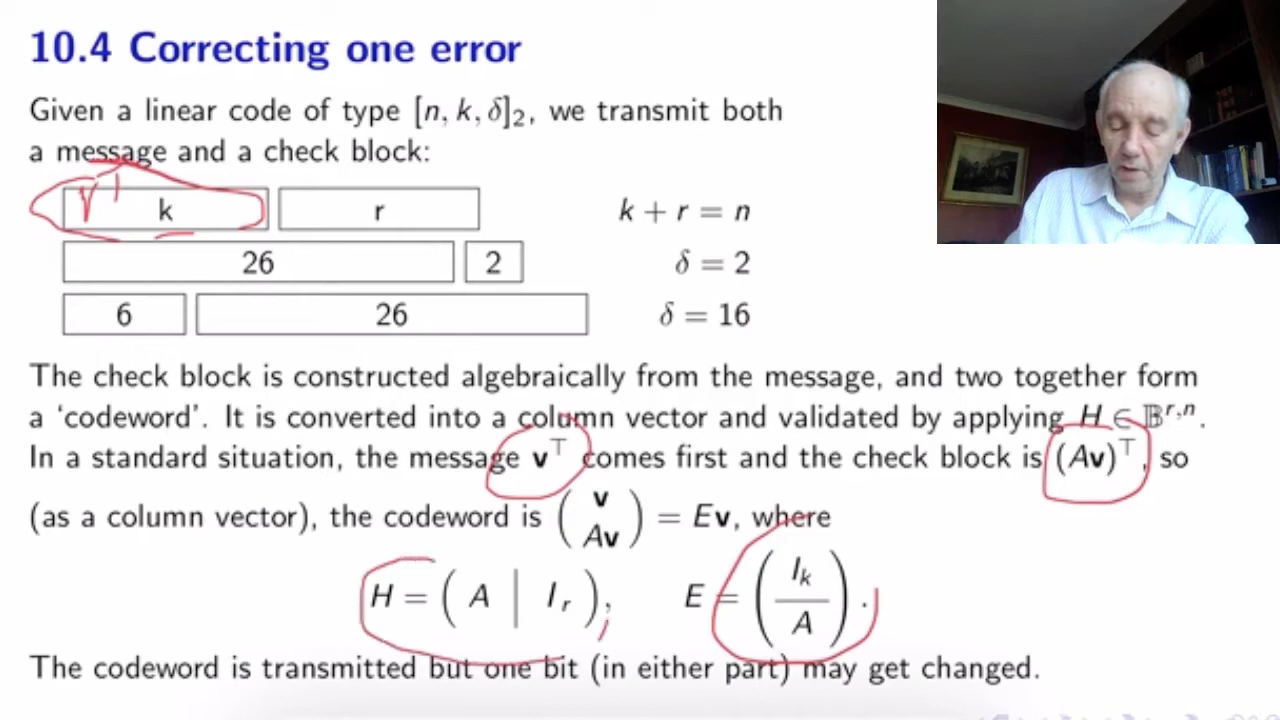 10.4 Correcting one error
Given a linear code of type [n, k, δ]₂, we transmit both
a message and a check block:
v⊤ k r k + r = n
26 2 δ = 2
6 26 δ = 16
The check block is constructed algebraically from the message, and two together form
a ‘codeword’. It is converted into a column vector and validated by applying H ∈ 𝔹ʳ,ⁿ.
In a standard situation, the message v⊤ comes first and the check block is (Av)⊤, so
(as a column vector), the codeword is (v Av) = Ev, where
H = ( A | Iᵣ ), E = (Iₖ / A).
The codeword is transmitted but one bit (in either part) may get changed.